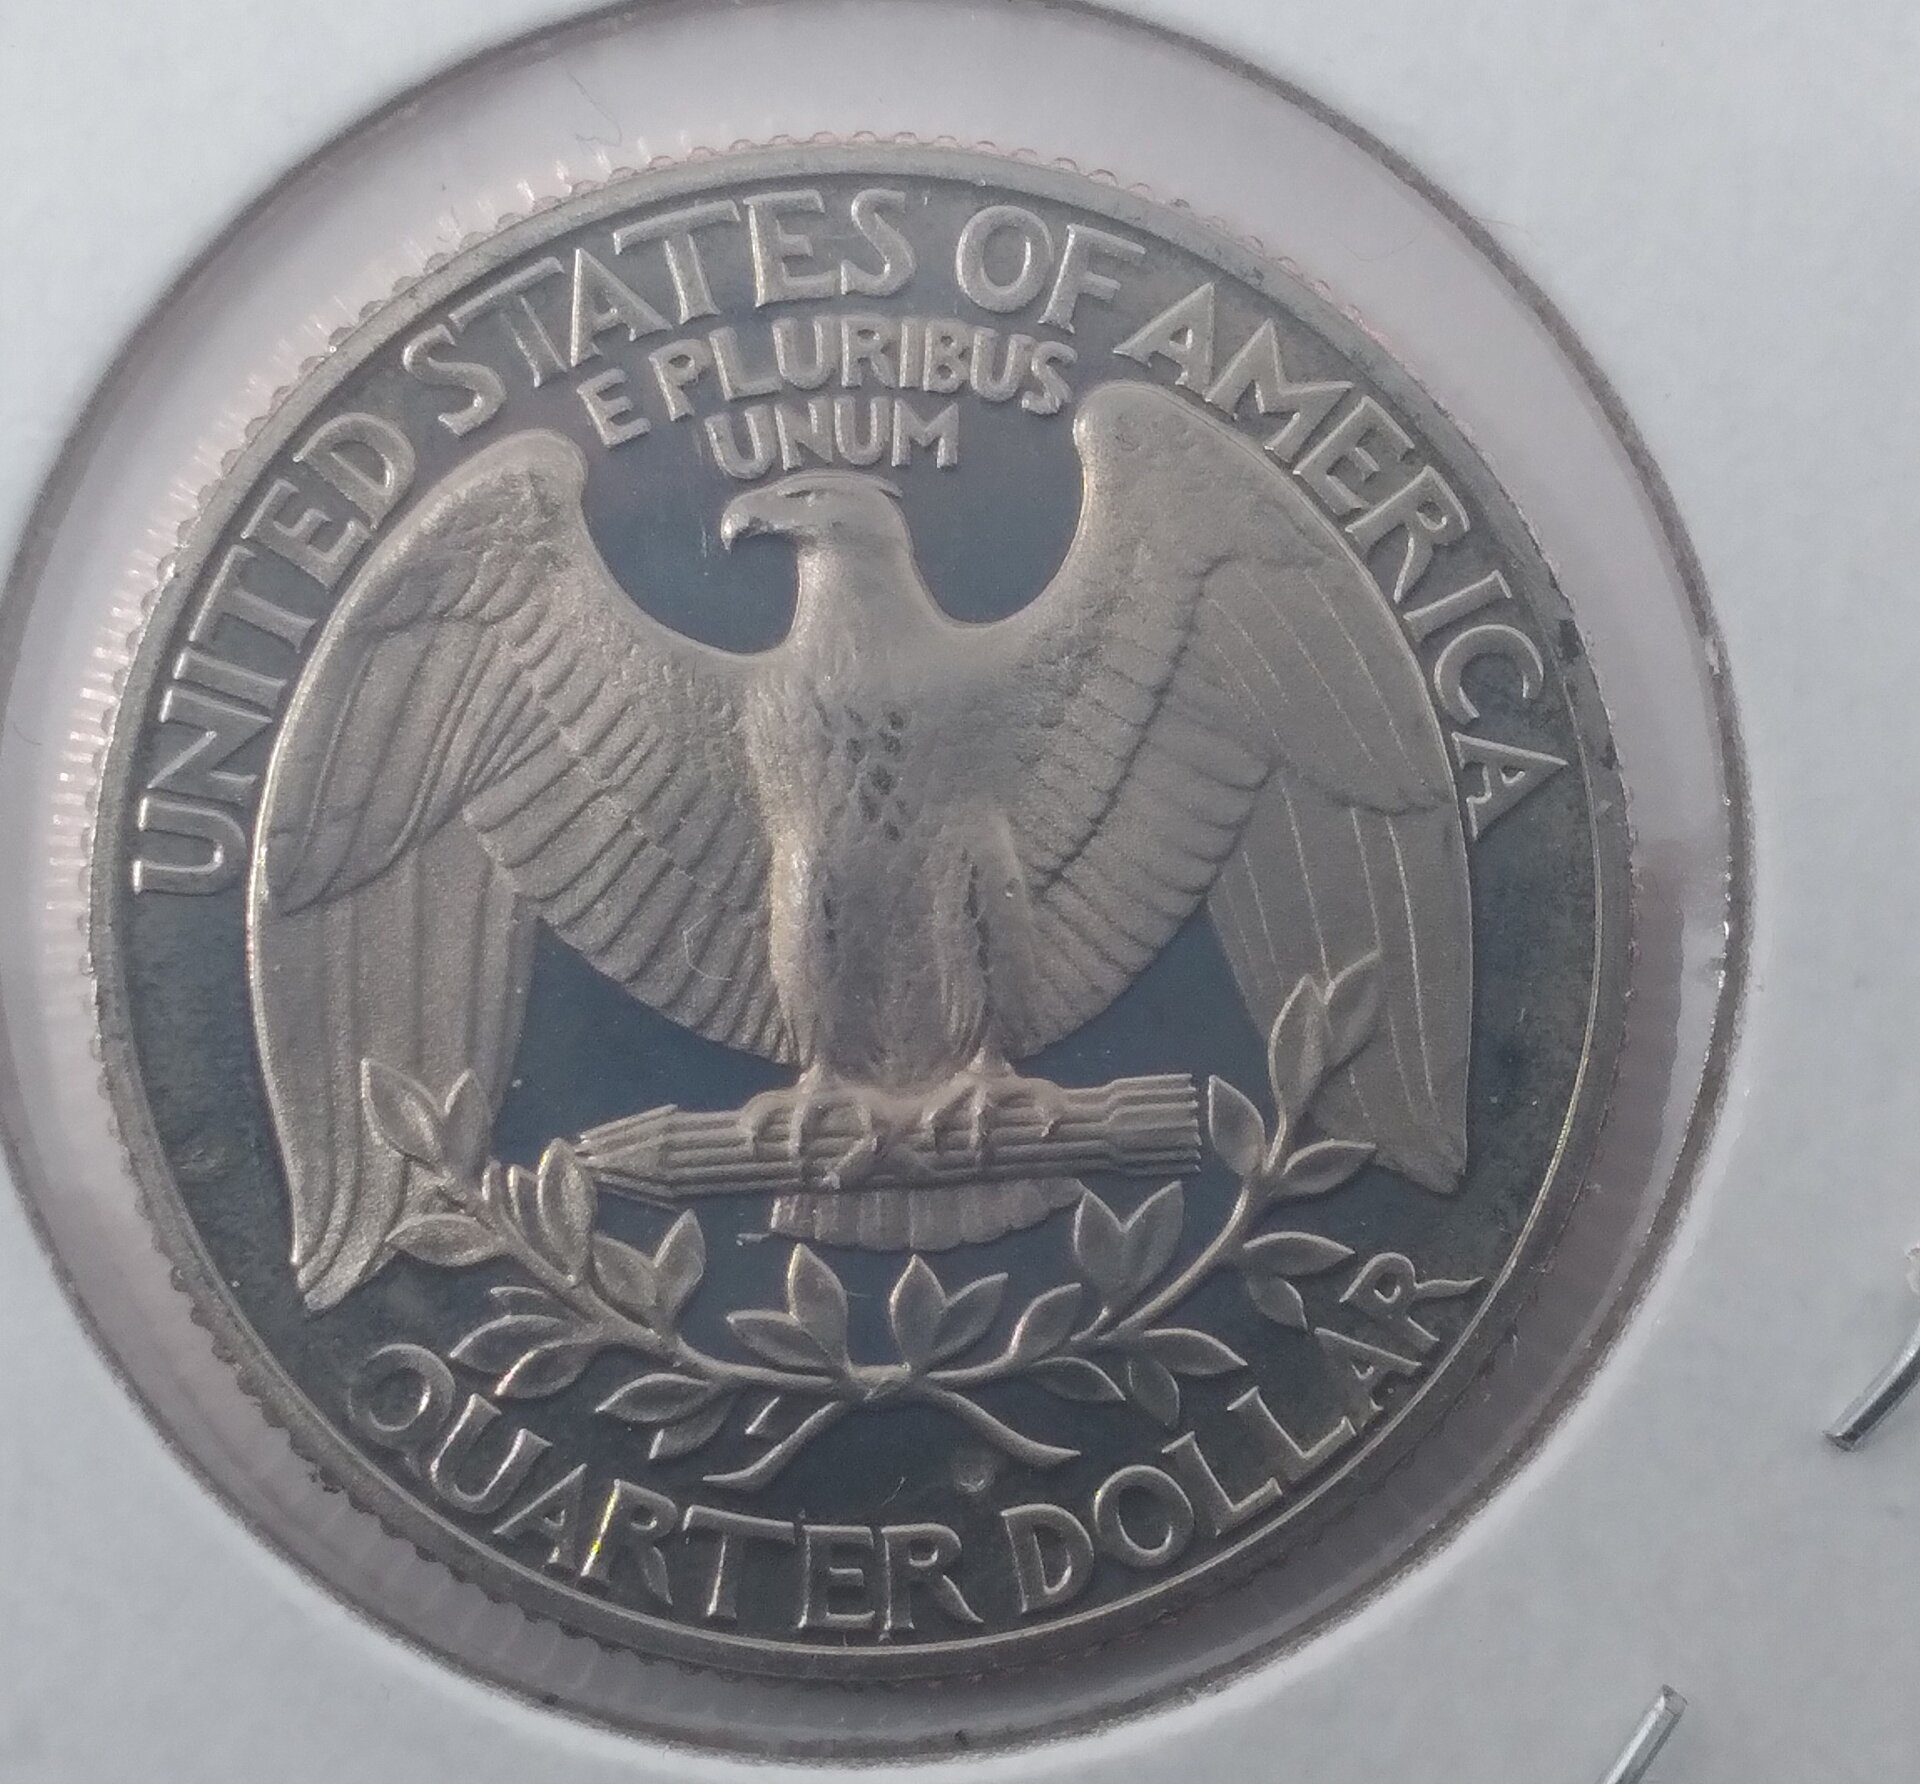 UNITED STATES OF AMERICA
E PLURIBUS
UNUM
QUARTER DOLLAR